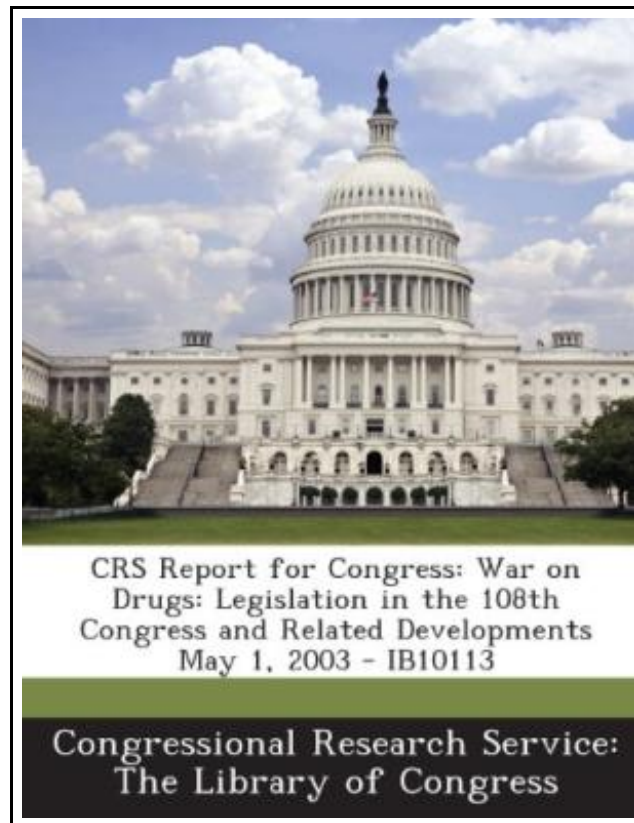 CRS Report for Congress: War on
Drugs: Legislation in the 108th
Congress and Related Developments
May 1, 2003 - IB10113
Congressional Research Service:
The Library of Congress